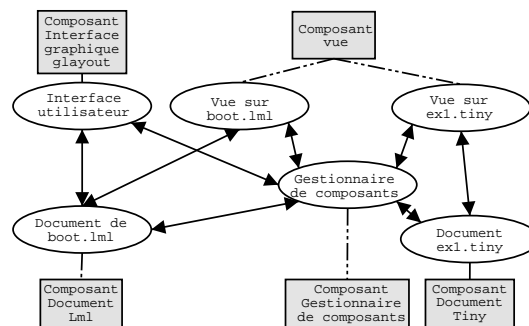 Composant
Interface
graphique
glayout
Composant
vue
Interface
utilisateur
Vue sur
boot.lml
Vue sur
ex1.tiny
Gestionnaire
de composants
Document de
boot.lml
Document
ex1.tiny
Composant
Document
Lml
Composant
Gestionnaire
de composants
Composant
Document
Tiny